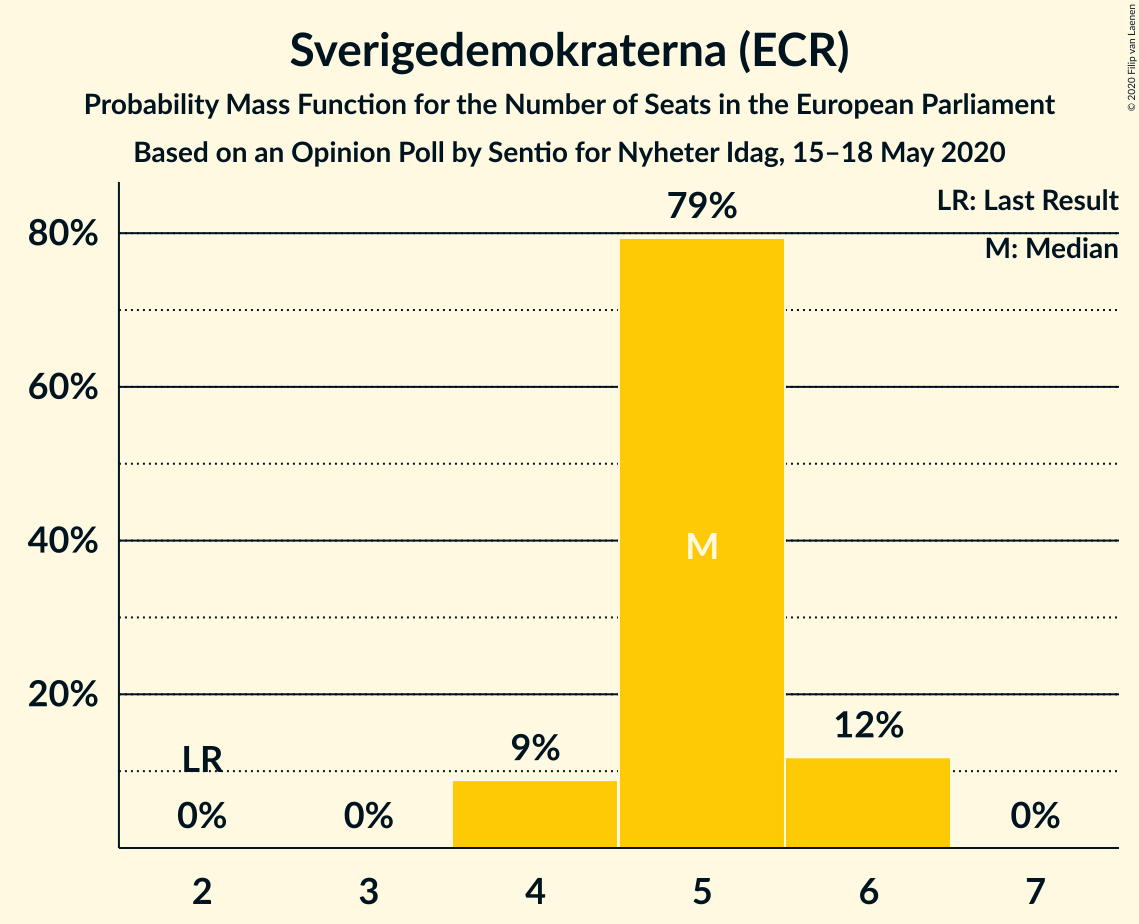 Sverigedemokraterna (ECR)
Probability Mass Function for the Number of Seats in the European Parliament
Based on an Opinion Poll by Sentio for Nyheter Idag, 15–18 May 2020
© 2020 Filip van Laenen
LR: Last Result
M: Median
80%
60%
40%
20%
79%
M
12%
9%
LR
0%
0%
0%
2
3
4
5
6
7